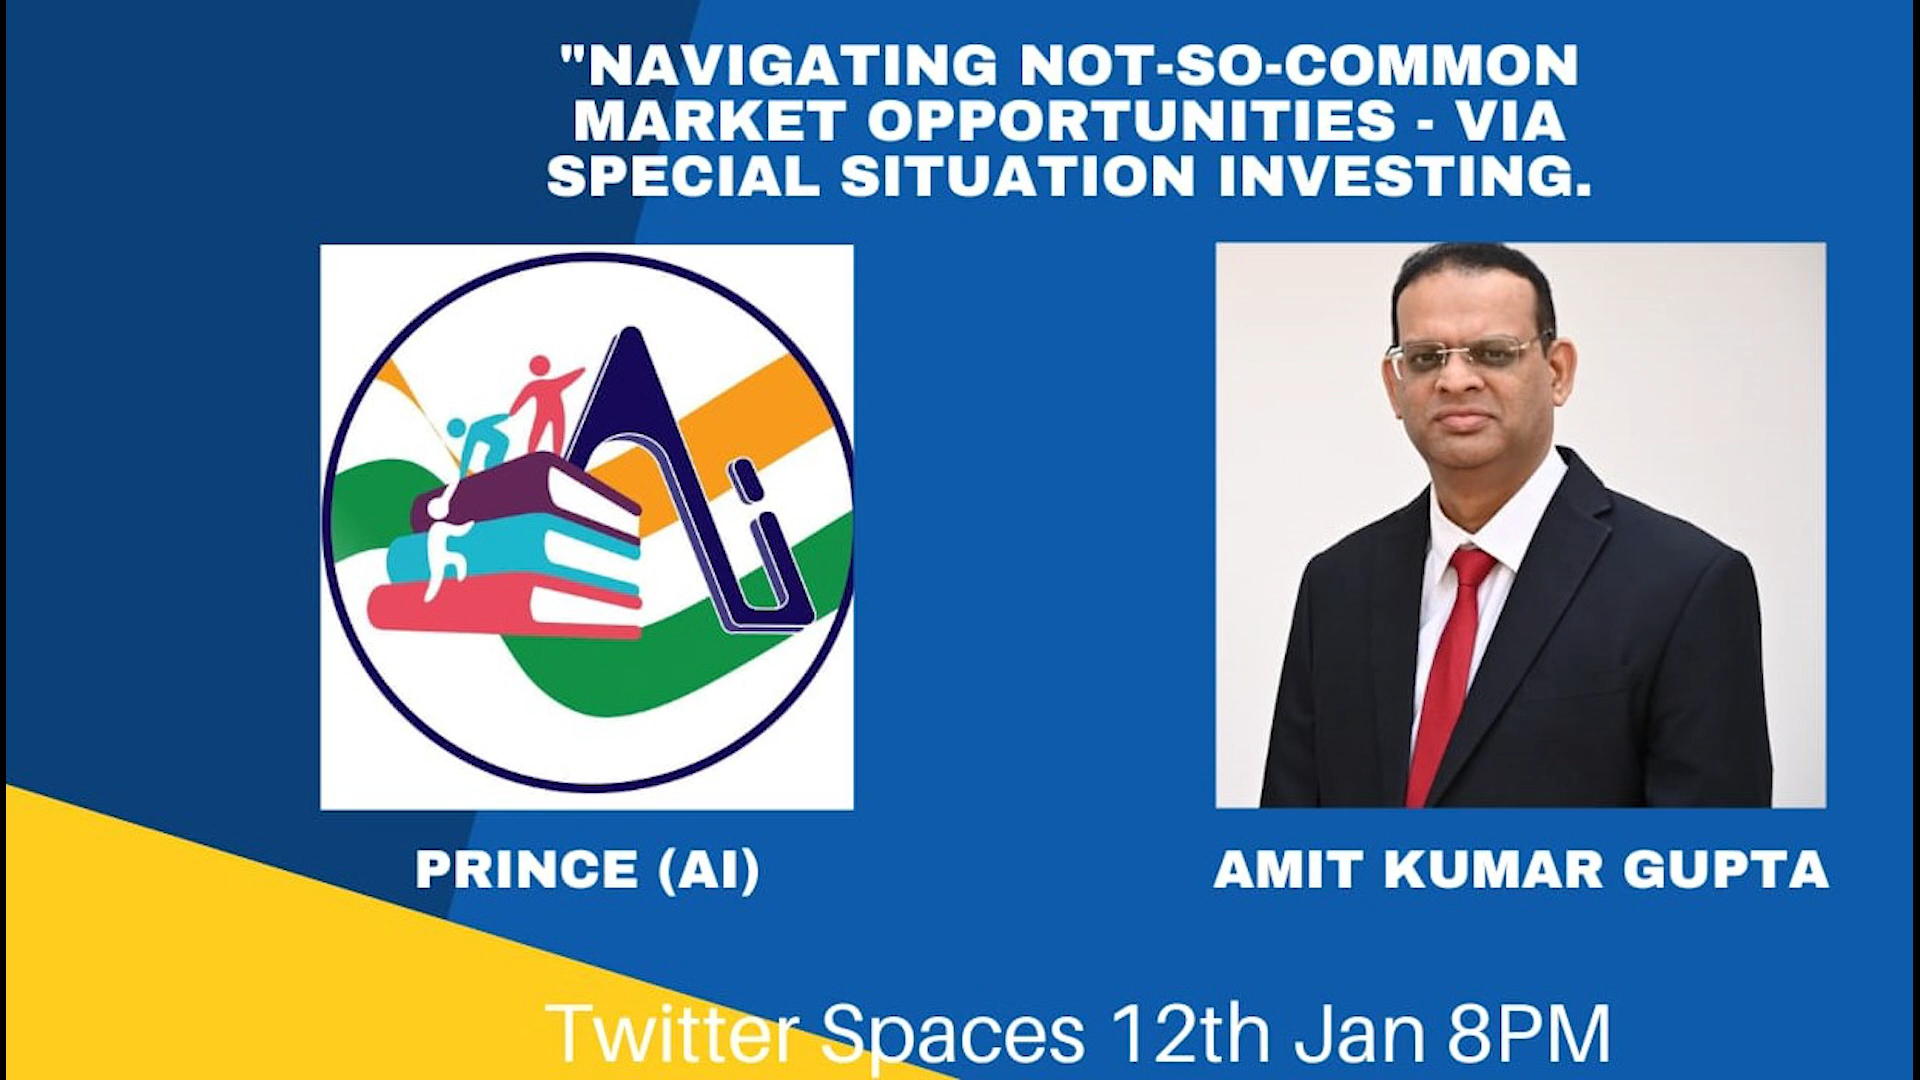 "NAVIGATING NOT-SO-COMMON
MARKET OPPORTUNITIES - VIA
SPECIAL SITUATION INVESTING.
Ai
PRINCE (AI)
AMIT KUMAR GUPTA
Twitter Spaces 12th Jan 8PM